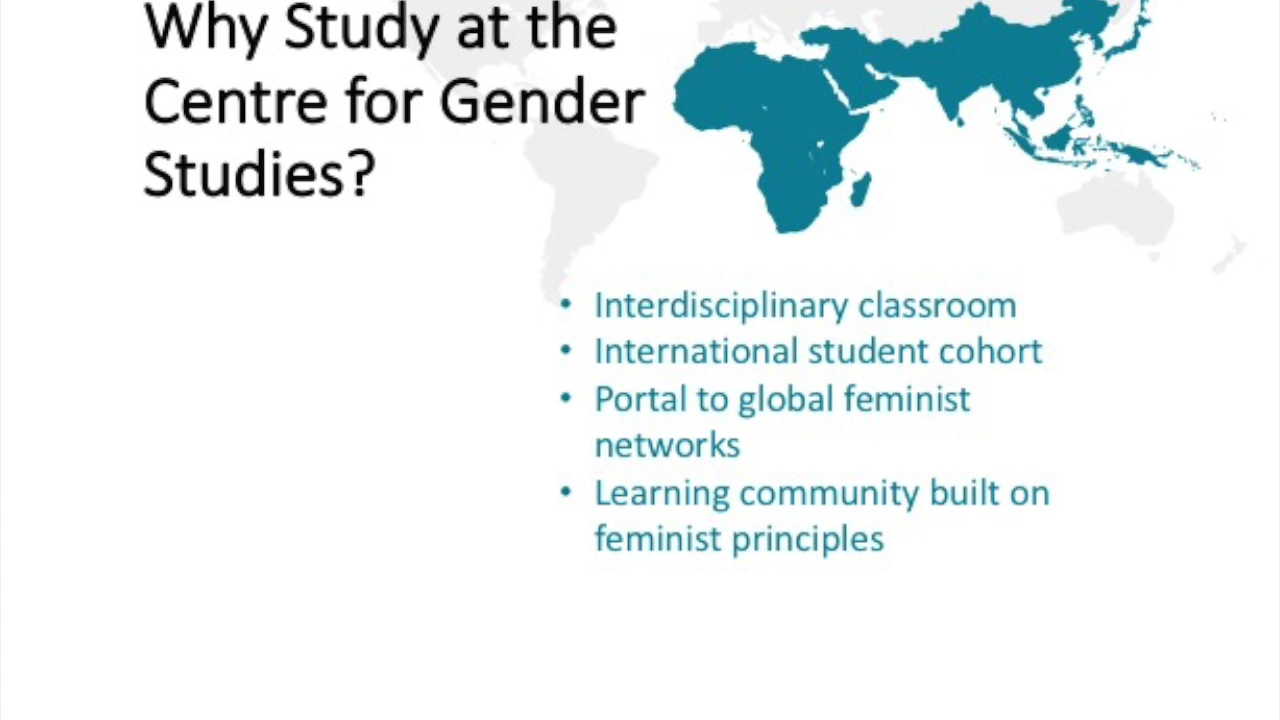 Why Study at the
Centre for Gender
Studies?
• Interdisciplinary classroom
• International student cohort
• Portal to global feminist
networks
• Learning community built on
feminist principles